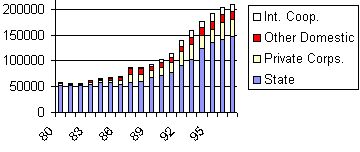 200000
150000
100000
50000
0
80
83
86
89
92
95
Int. Coop.
Other Domestic
Private Corps.
State